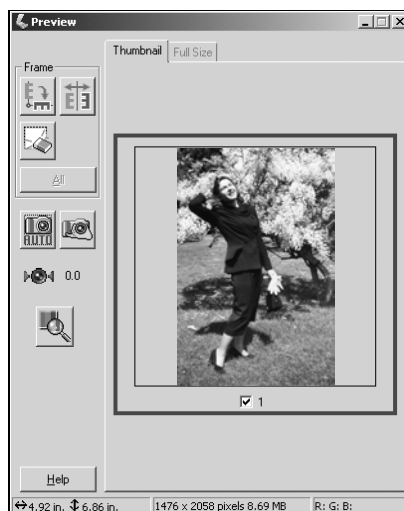 Preview
Thumbnail
Full Size
Frame
All
AUTO
0.0
1
Help
4.92 in. 6.86 in.
1476 x 2058 pixels 8.69 MB
R: G: B: